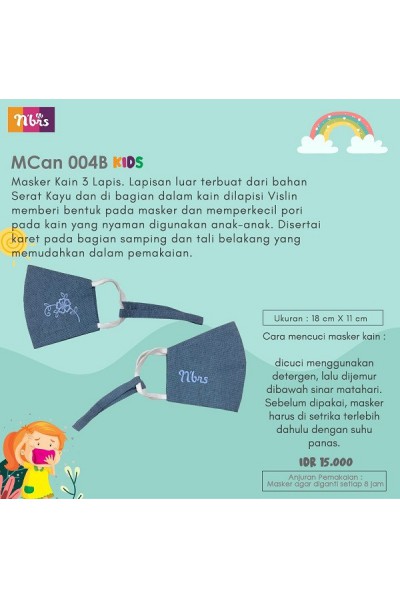 Nbrs
MCan 004B KIDS
Masker Kain 3 Lapis. Lapisan luar terbuat dari bahan
Serat Kayu dan di bagian dalam kain dilapisi Vislin
memberi bentuk pada masker dan memperkecil pori
pada kain yang nyaman digunakan anak-anak. Disertai
karet pada bagian samping dan tali belakang yang
memudahkan dalam pemakaian.
Ukuran : 18 cm X 11 cm
Cara mencuci masker kain :
dicuci menggunakan
detergen, lalu dijemur
dibawah sinar matahari.
Sebelum dipakai, masker
harus di setrika terlebih
dahulu dengan suhu
panas.
Nbrs
IDR 15.000
Anjuran Pemakaian :
Masker agar diganti setiap 8 jam